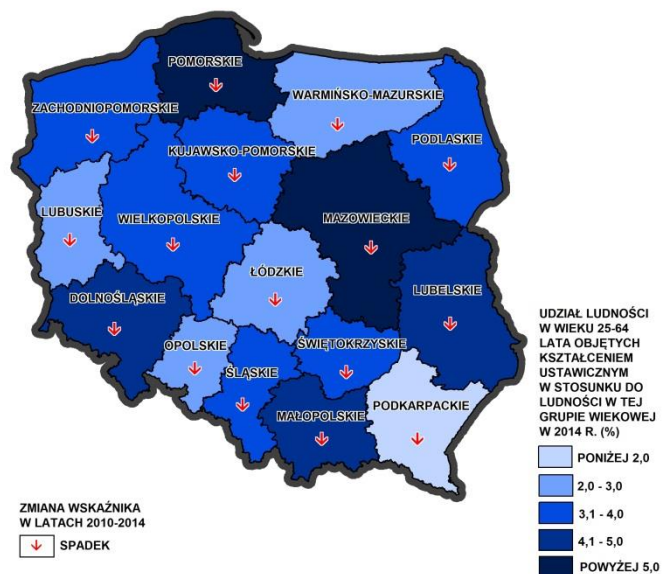 POMORSKIE
WARMIŃSKO-MAZURSKIE
ZACHODNIOPOMORSKIE
PODLASKIE
KUJAWSKO-POMORSKIE
LUBUSKIE
WIELKOPOLSKIE
MAZOWIECKIE
ŁÓDZKIE
LUBELSKIE
DOLNOŚLĄSKIE
OPOLSKIE
ŚWIĘTOKRZYSKIE
ŚLĄSKIE
MAŁOPOLSKIE
PODKARPACKIE
UDZIAŁ LUDNOŚCI
W WIEKU 25-64
LATA OBJĘTYCH
KSZTAŁCENIEM
USTAWICZNYM
W STOSUNKU DO
LUDNOŚCI W TEJ
GRUPIE WIEKOWEJ
W 2014 R. (%)
PONIŻEJ 2,0
2,0 - 3,0
3,1 - 4,0
4,1 - 5,0
POWYŻEJ 5,0
ZMIANA WSKAŹNIKA
W LATACH 2010-2014
SPADEK